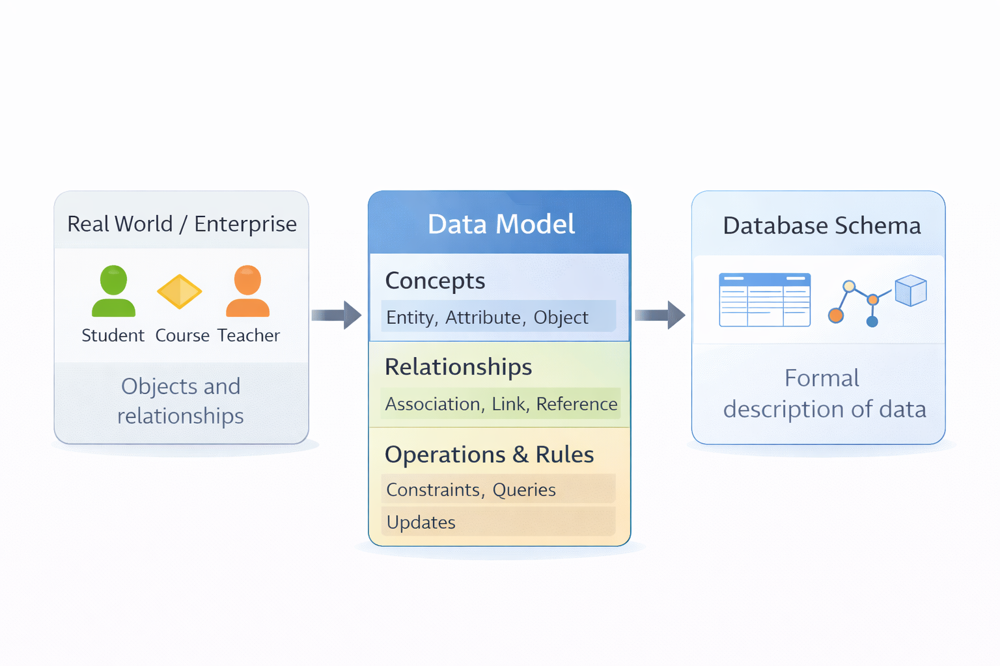 Real World / Enterprise
Student Course Teacher
Objects and
relationships
Data Model
Concepts
Entity, Attribute, Object
Relationships
Association, Link, Reference
Operations & Rules
Constraints, Queries
Updates
Database Schema
Formal
description of data